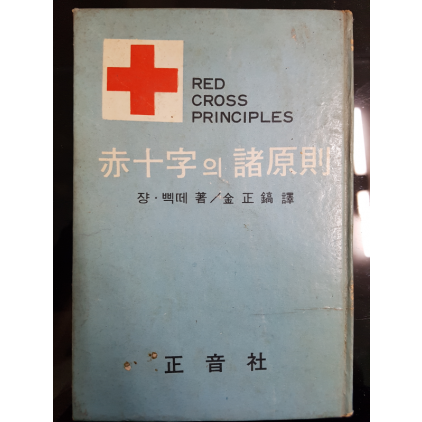 RED
CROSS
PRINCIPLES
赤十字의 諸原則
쟝·삑떼 著/金正鎬 譯
正音社